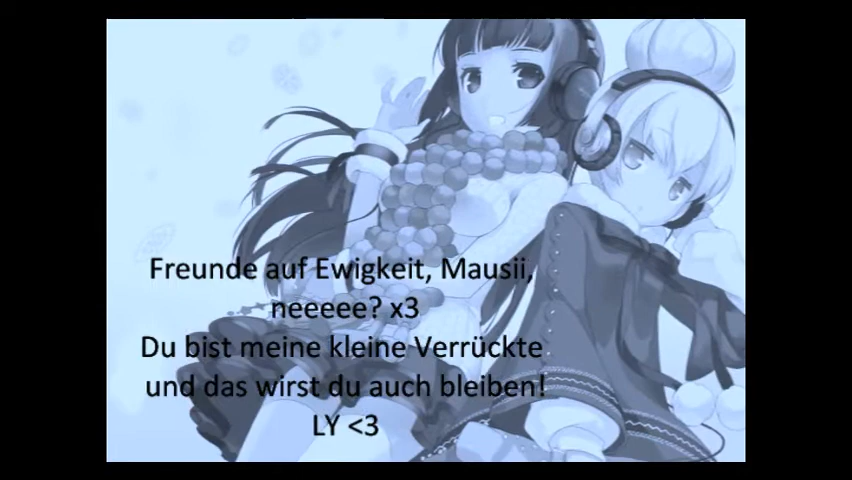 Freunde auf Ewigkeit, Mausii,
neeeee? x3
Du bist meine kleine Verrückte
und das wirst du auch bleiben!
LY <3